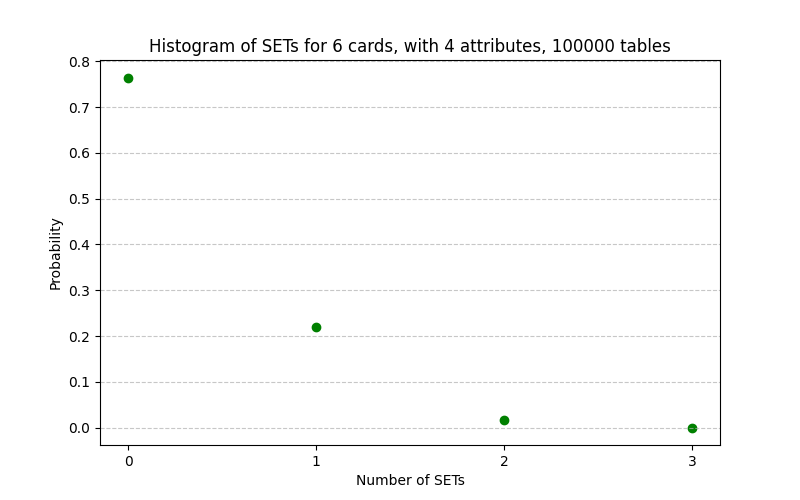 Histogram of SETs for 6 cards, with 4 attributes, 100000 tables
0.8
0.7
0.6
0.5
0.4
0.3
0.2
0.1
0.0
Probability
0 1 2 3
Number of SETs